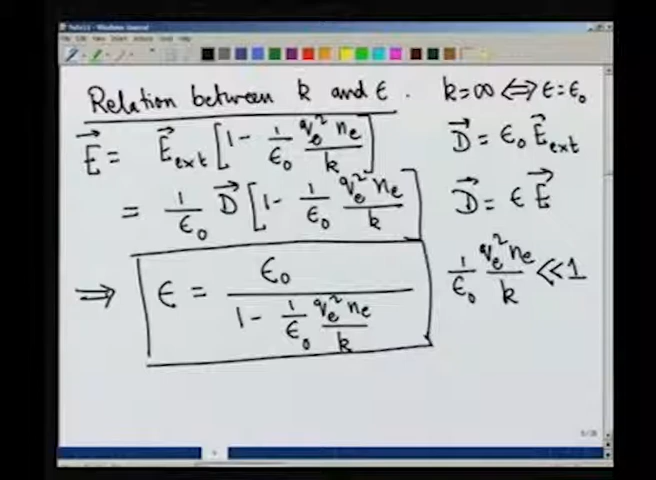 Relation between k and ϵ. k=∞ ⇔ ϵ=ϵ₀
E⃗ = E⃗ₑₓₜ [1 - 1/ϵ₀ qₑ²nₑ/k] D⃗ = ϵ₀ E⃗ₑₓₜ
= 1/ϵ₀ D⃗ [1 - 1/ϵ₀ qₑ²nₑ/k] D⃗ = ϵ E⃗
⇒ ϵ = ϵ₀/(1 - 1/ϵ₀ qₑ²nₑ/k) 1/ϵ₀ qₑ²nₑ/k ≪ 1